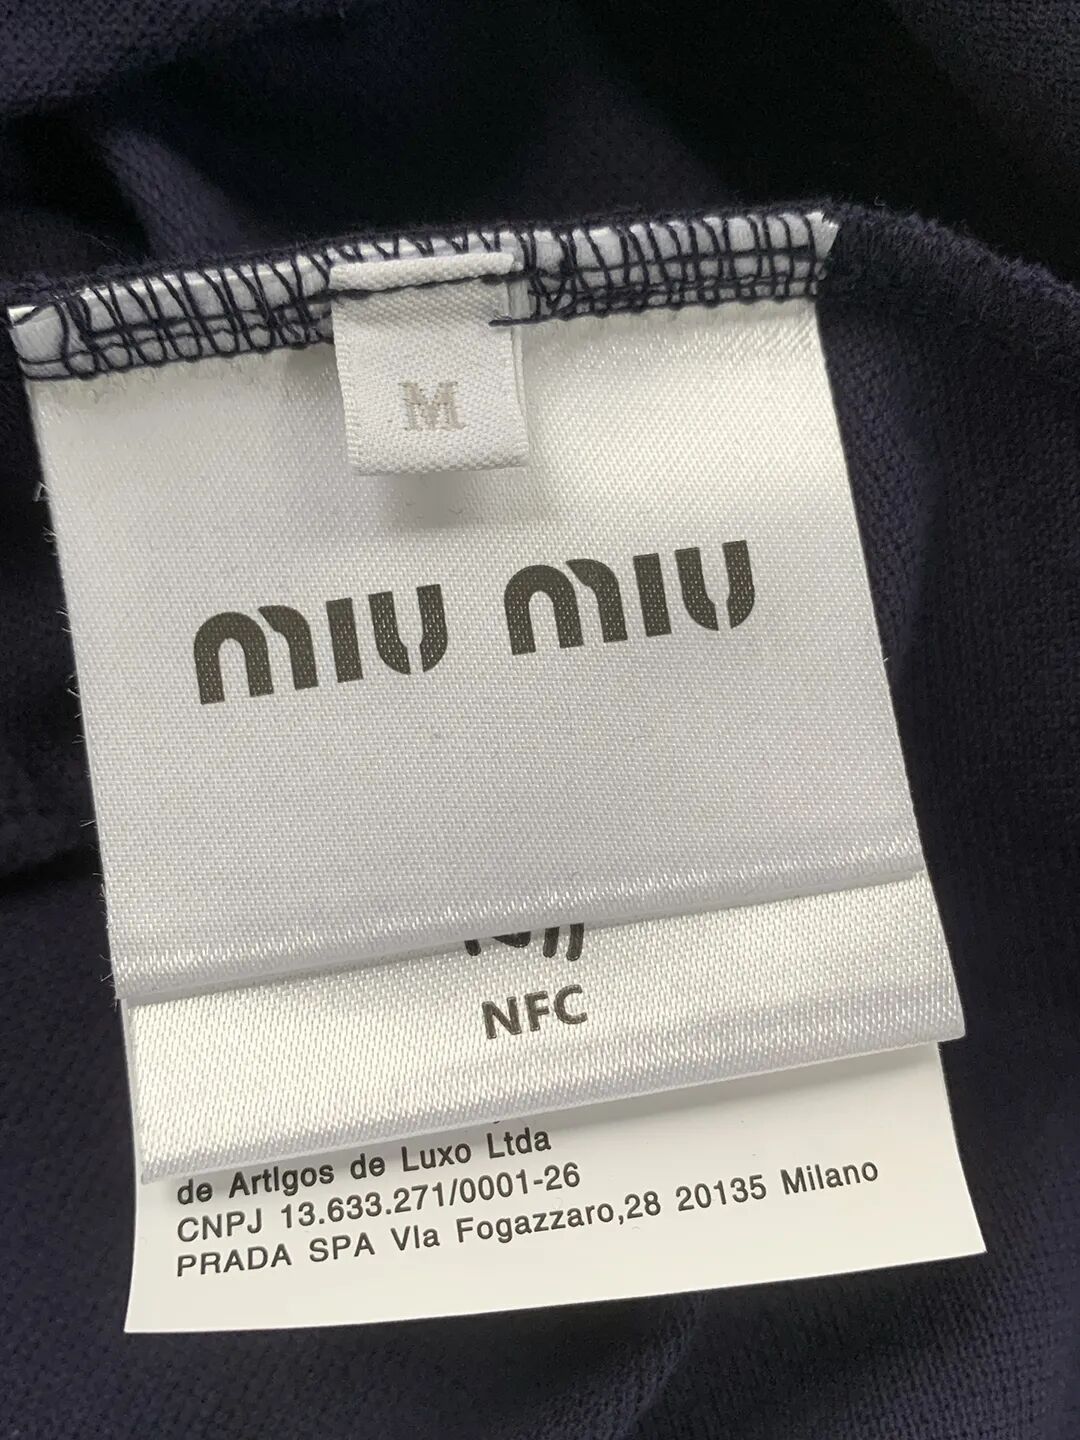 M
miu miu
NFC
de ArtIgos de Luxo Ltda
CNPJ 13.633.271/0001-26
PRADA SPA VIa Fogazzaro,28 20135 Milano